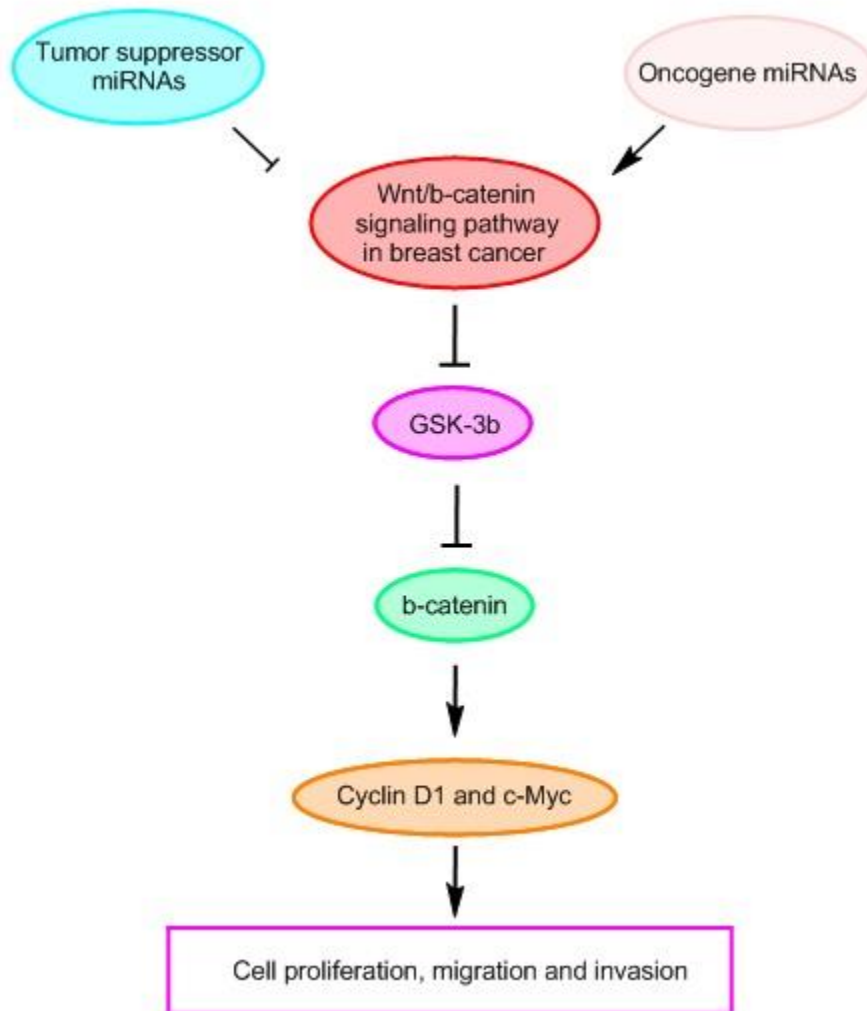 Tumor suppressor
miRNAs
Oncogene miRNAs
Wnt/b-catenin
signaling pathway
in breast cancer
GSK-3b
b-catenin
Cyclin D1 and c-Myc
Cell proliferation, migration and invasion